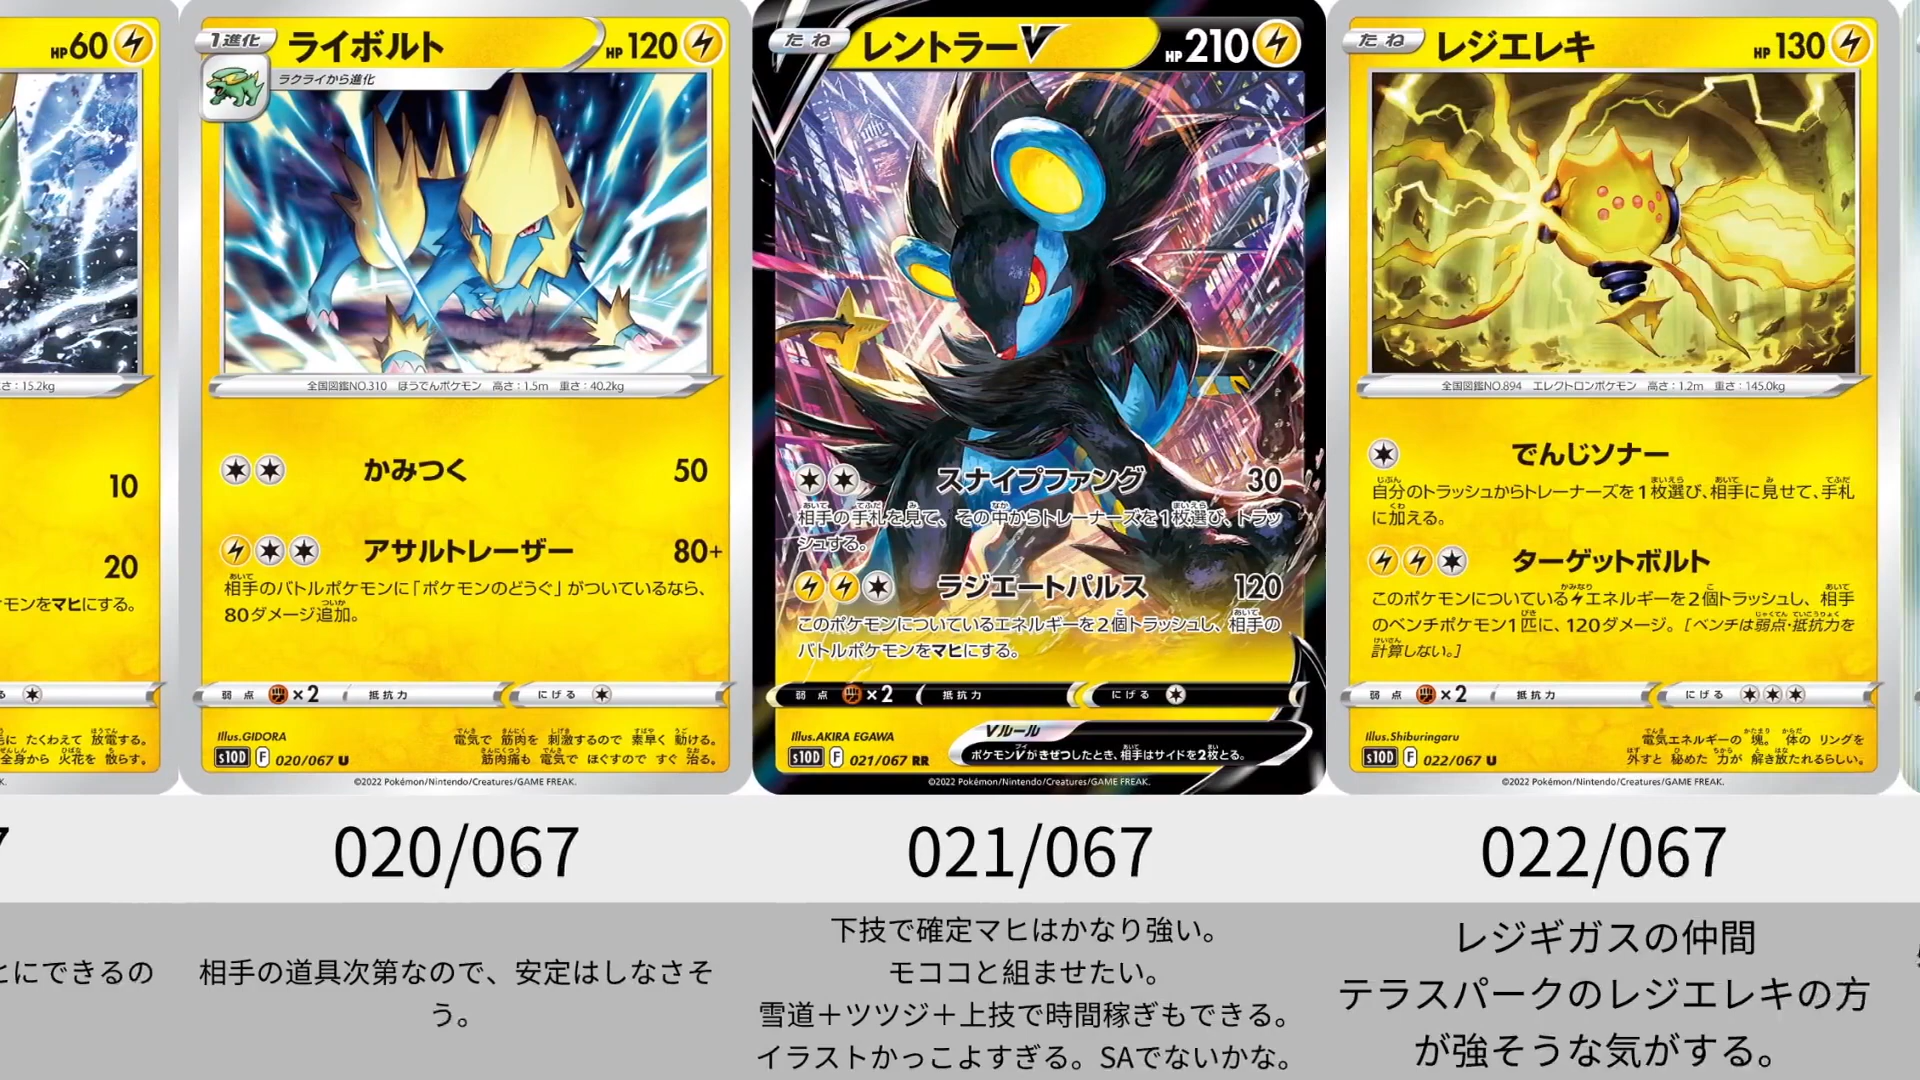 HP60
さ：15.2kg
10
20
モンをマヒにする。
に たくわえて 放電する。
全身から 火花を 散らす。
にできるの
1進化
ライボルト
HP120
ラクライから進化
全国図鑑NO.310 ほうでんポケモン 高さ：1.5m 重さ：40.2kg
かみつく 50
アサルトレーザー 80+
相手のバトルポケモンに「ポケモンのどうぐ」がついているなら、
80ダメージ追加。
弱点 ×2 抵抗力 にげる
Illus.GIDORA
電気で 筋肉を 刺激するので 素早く 動ける。
筋肉痛も 電気で ほぐすので すぐ 治る。
s10D F 020/067 U
©2022 Pokémon/Nintendo/Creatures/GAME FREAK.
020/067
相手の道具次第なので、安定はしなさそ
う。
たね
レントラーV
HP210
スナイプファング 30
相手の手札を見て、その中からトレーナーズを1枚選び、トラッ
シュする。
ラジエートパルス 120
このポケモンについているエネルギーを2個トラッシュし、相手の
バトルポケモンをマヒにする。
弱点 ×2 抵抗力 にげる
Illus.AKIRA EGAWA
Vルール
ポケモンVがきぜつしたとき、相手はサイドを2枚とる。
s10D F 021/067 RR
©2022 Pokémon/Nintendo/Creatures/GAME FREAK.
021/067
下技で確定マヒはかなり強い。
モココと組ませたい。
雪道＋ツツジ＋上技で時間稼ぎもできる。
イラストかっこよすぎる。SAでないかな。
たね
レジエレキ
HP130
全国図鑑NO.894 エレクトロンポケモン 高さ：1.2m 重さ：145.0kg
でんじソナー
自分のトラッシュからトレーナーズを1枚選び、相手に見せて、手札
に加える。
ターゲットボルト
このポケモンについているエネルギーを2個トラッシュし、相手
のベンチポケモン1匹に、120ダメージ。［ベンチは弱点・抵抗力を
計算しない。］
弱点 ×2 抵抗力 にげる
Illus.Shiburingaru
電気エネルギーの 塊。 体の リングを
外すと 秘めた 力が 解き放たれるらしい。
s10D F 022/067 U
©2022 Pokémon/Nintendo/Creatures/GAME FREAK.
022/067
レジギガスの仲間
テラスパークのレジエレキの方
が強そうな気がする。